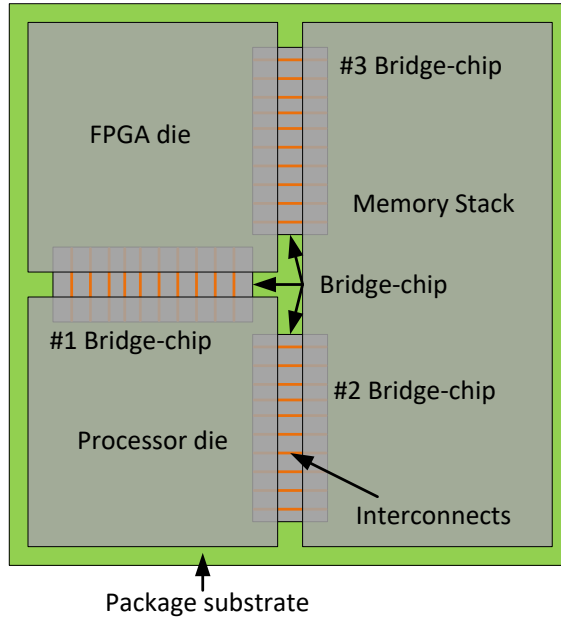 #3 Bridge-chip
FPGA die
Memory Stack
Bridge-chip
#1 Bridge-chip
#2 Bridge-chip
Processor die
Interconnects
Package substrate